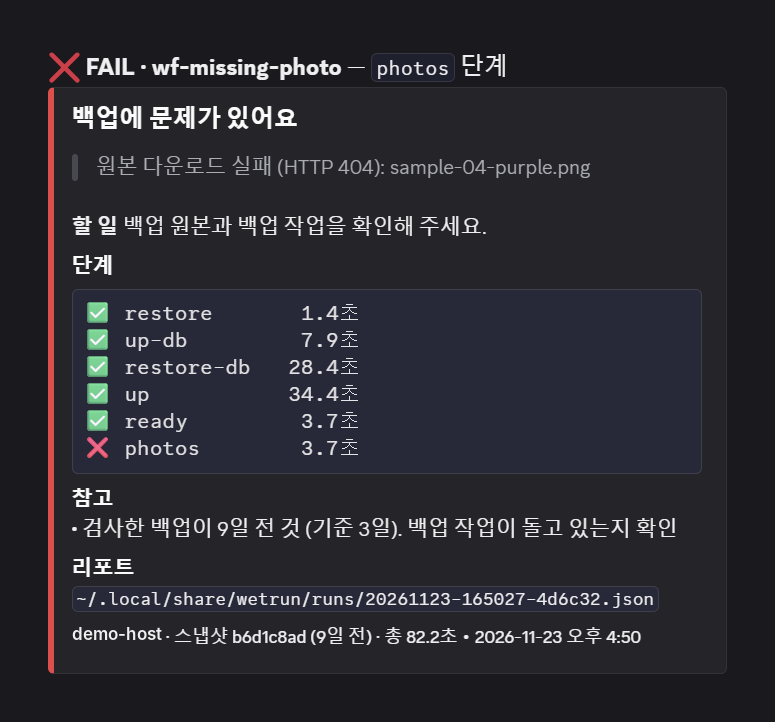 ❌ FAIL · wf-missing-photo — photos 단계
백업에 문제가 있어요
원본 다운로드 실패 (HTTP 404): sample-04-purple.png
할 일 백업 원본과 백업 작업을 확인해 주세요.
단계
✅ restore 1.4초
✅ up-db 7.9초
✅ restore-db 28.4초
✅ up 34.4초
✅ ready 3.7초
❌ photos 3.7초
참고
• 검사한 백업이 9일 전 것 (기준 3일). 백업 작업이 돌고 있는지 확인
리포트
~/.local/share/wetrun/runs/20261123-165027-4d6c32.json
demo-host · 스냅샷 b6d1c8ad (9일 전) · 총 82.2초 • 2026-11-23 오후 4:50